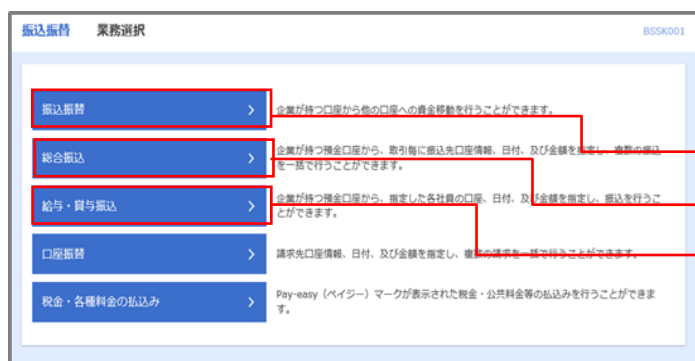 振込振替 業務選択 BSSK001
振込振替
企業が持つ口座から他の口座への資金移動を行うことができます。
総合振込
企業が持つ預金口座から、取引毎に振込先口座情報、日付、及び金額を指定し、複数の振込
を一括で行うことができます。
給与・賞与振込
企業が持つ預金口座から、指定した各社員の口座、日付、及び金額を指定し、振込を行うこ
とができます。
口座振替
請求先口座情報、日付、及び金額を指定し、複数の請求を一括で行うことができます。
税金・各種料金の払込み
Pay-easy（ペイジー）マークが表示された税金・公共料金等の払込みを行うことができま
す。